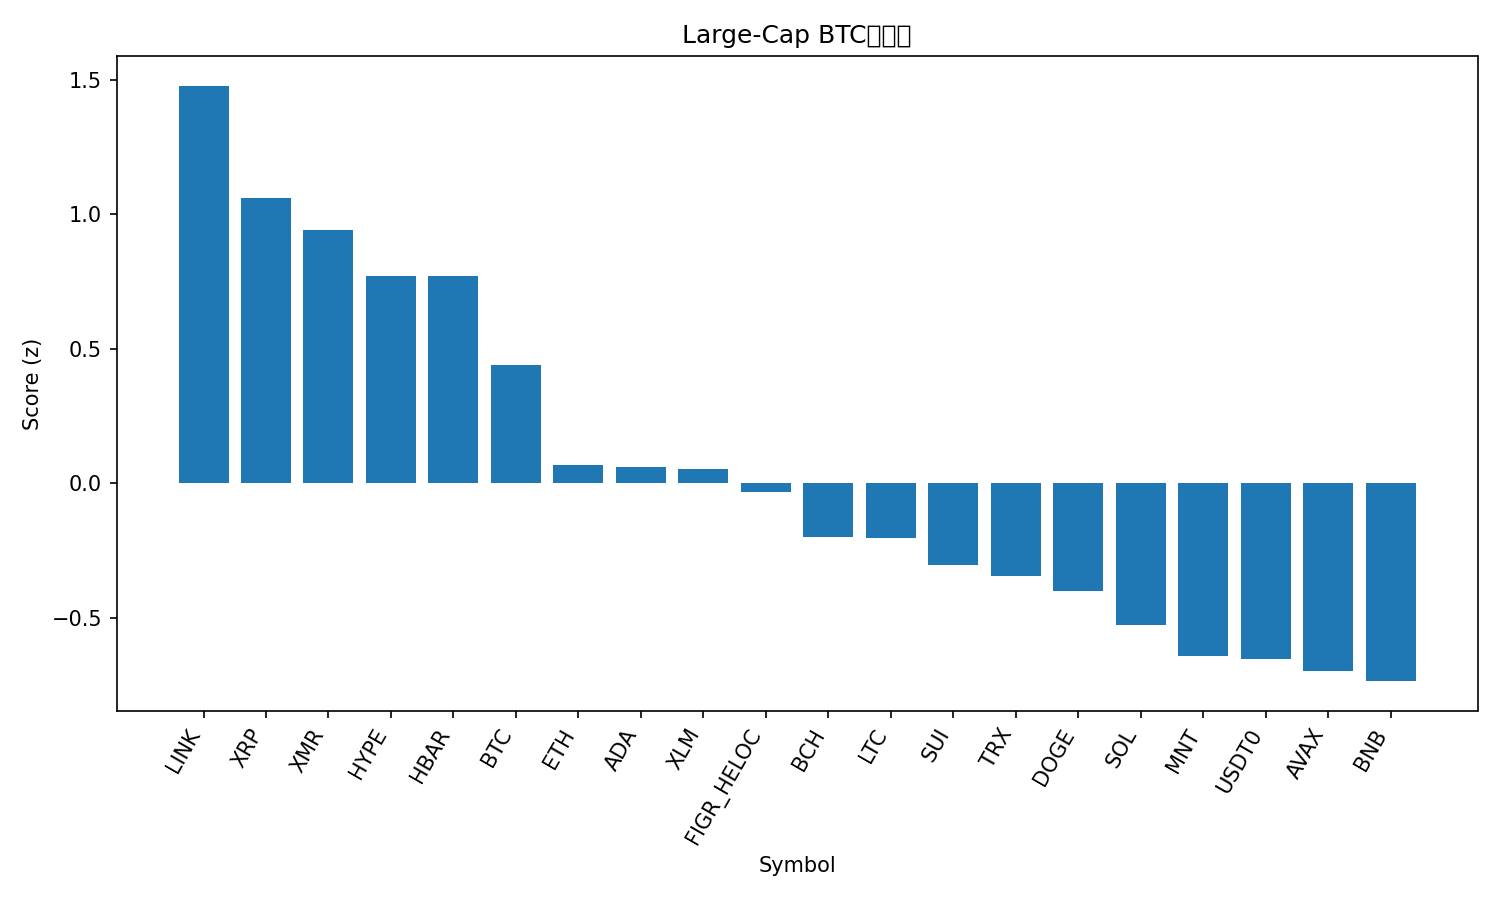 Large-Cap BTC
Score (z)
1.5
1.0
0.5
0.0
−0.5
LINK
XRP
XMR
HYPE
HBAR
BTC
ETH
ADA
XLM
FIGR_HELOC
BCH
LTC
SUI
TRX
DOGE
SOL
MNT
USDT0
AVAX
BNB
Symbol